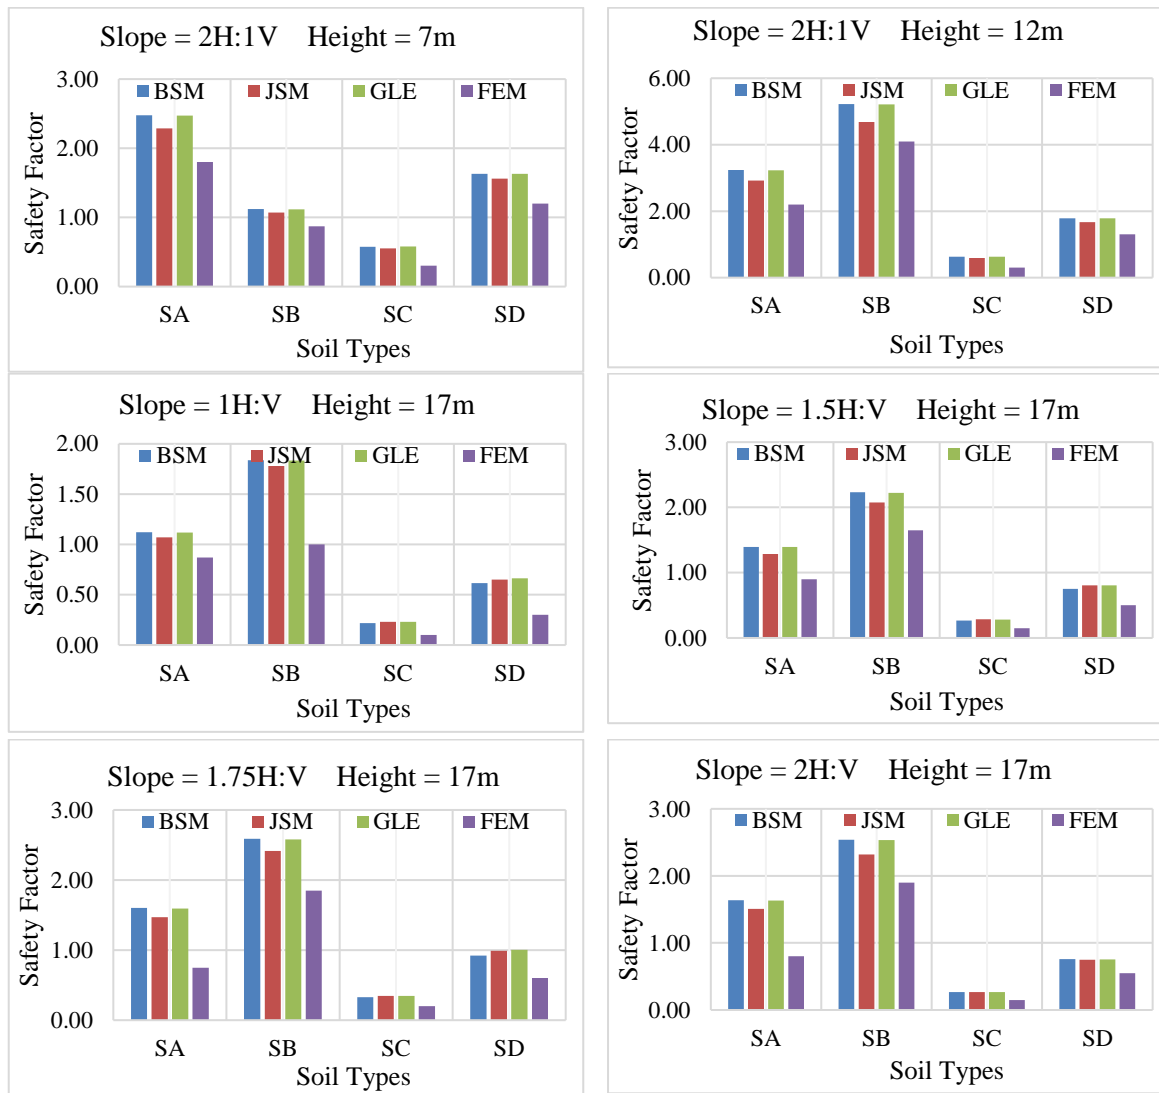 Slope = 2H:1V Height = 7m
3.00
BSM JSM GLE FEM
2.00
1.00
0.00
Safety Factor
SA SB SC SD
Soil Types
Slope = 2H:1V Height = 12m
6.00
BSM JSM GLE FEM
4.00
2.00
0.00
Safety Factor
SA SB SC SD
Soil Types
Slope = 1H:V Height = 17m
2.00
BSM JSM GLE FEM
1.50
1.00
0.50
0.00
Safety Factor
SA SB SC SD
Soil Types
Slope = 1.5H:V Height = 17m
3.00
BSM JSM GLE FEM
2.00
1.00
0.00
Safety Factor
SA SB SC SD
Soil Types
Slope = 1.75H:V Height = 17m
3.00
BSM JSM GLE FEM
2.00
1.00
0.00
Safety Factor
SA SB SC SD
Soil Types
Slope = 2H:V Height = 17m
3.00
BSM JSM GLE FEM
2.00
1.00
0.00
Safety Factor
SA SB SC SD
Soil Types